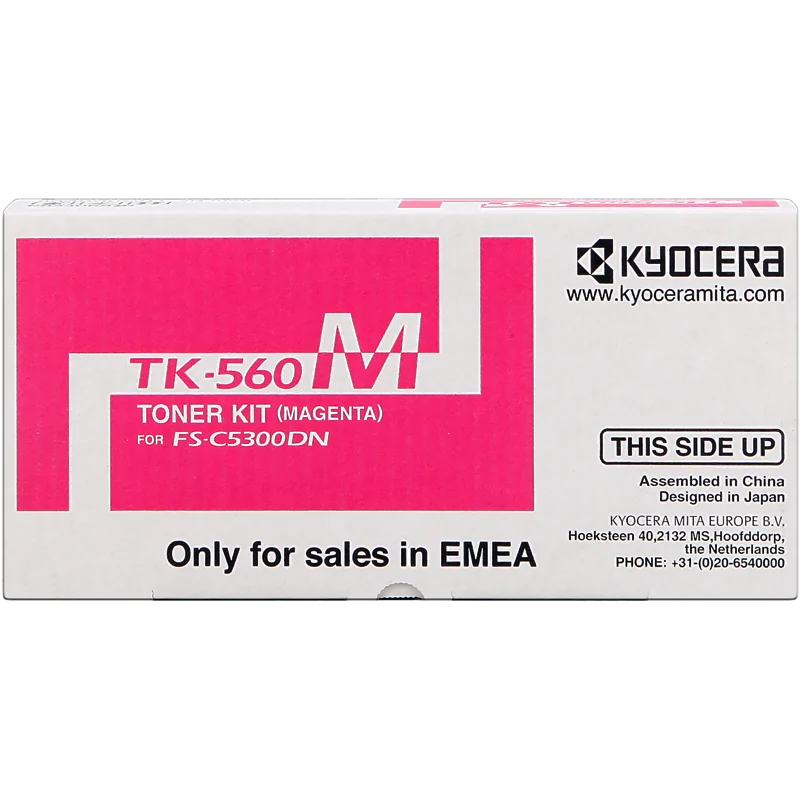 KYOCERA
www.kyoceramita.com
TK-560 M
TONER KIT (MAGENTA)
FOR FS-C5300DN
THIS SIDE UP
Assembled in China
Designed in Japan
KYOCERA MITA EUROPE B.V.
Hoeksteen 40,2132 MS,Hoofddorp,
the Netherlands
PHONE: +31-(0)20-6540000
Only for sales in EMEA